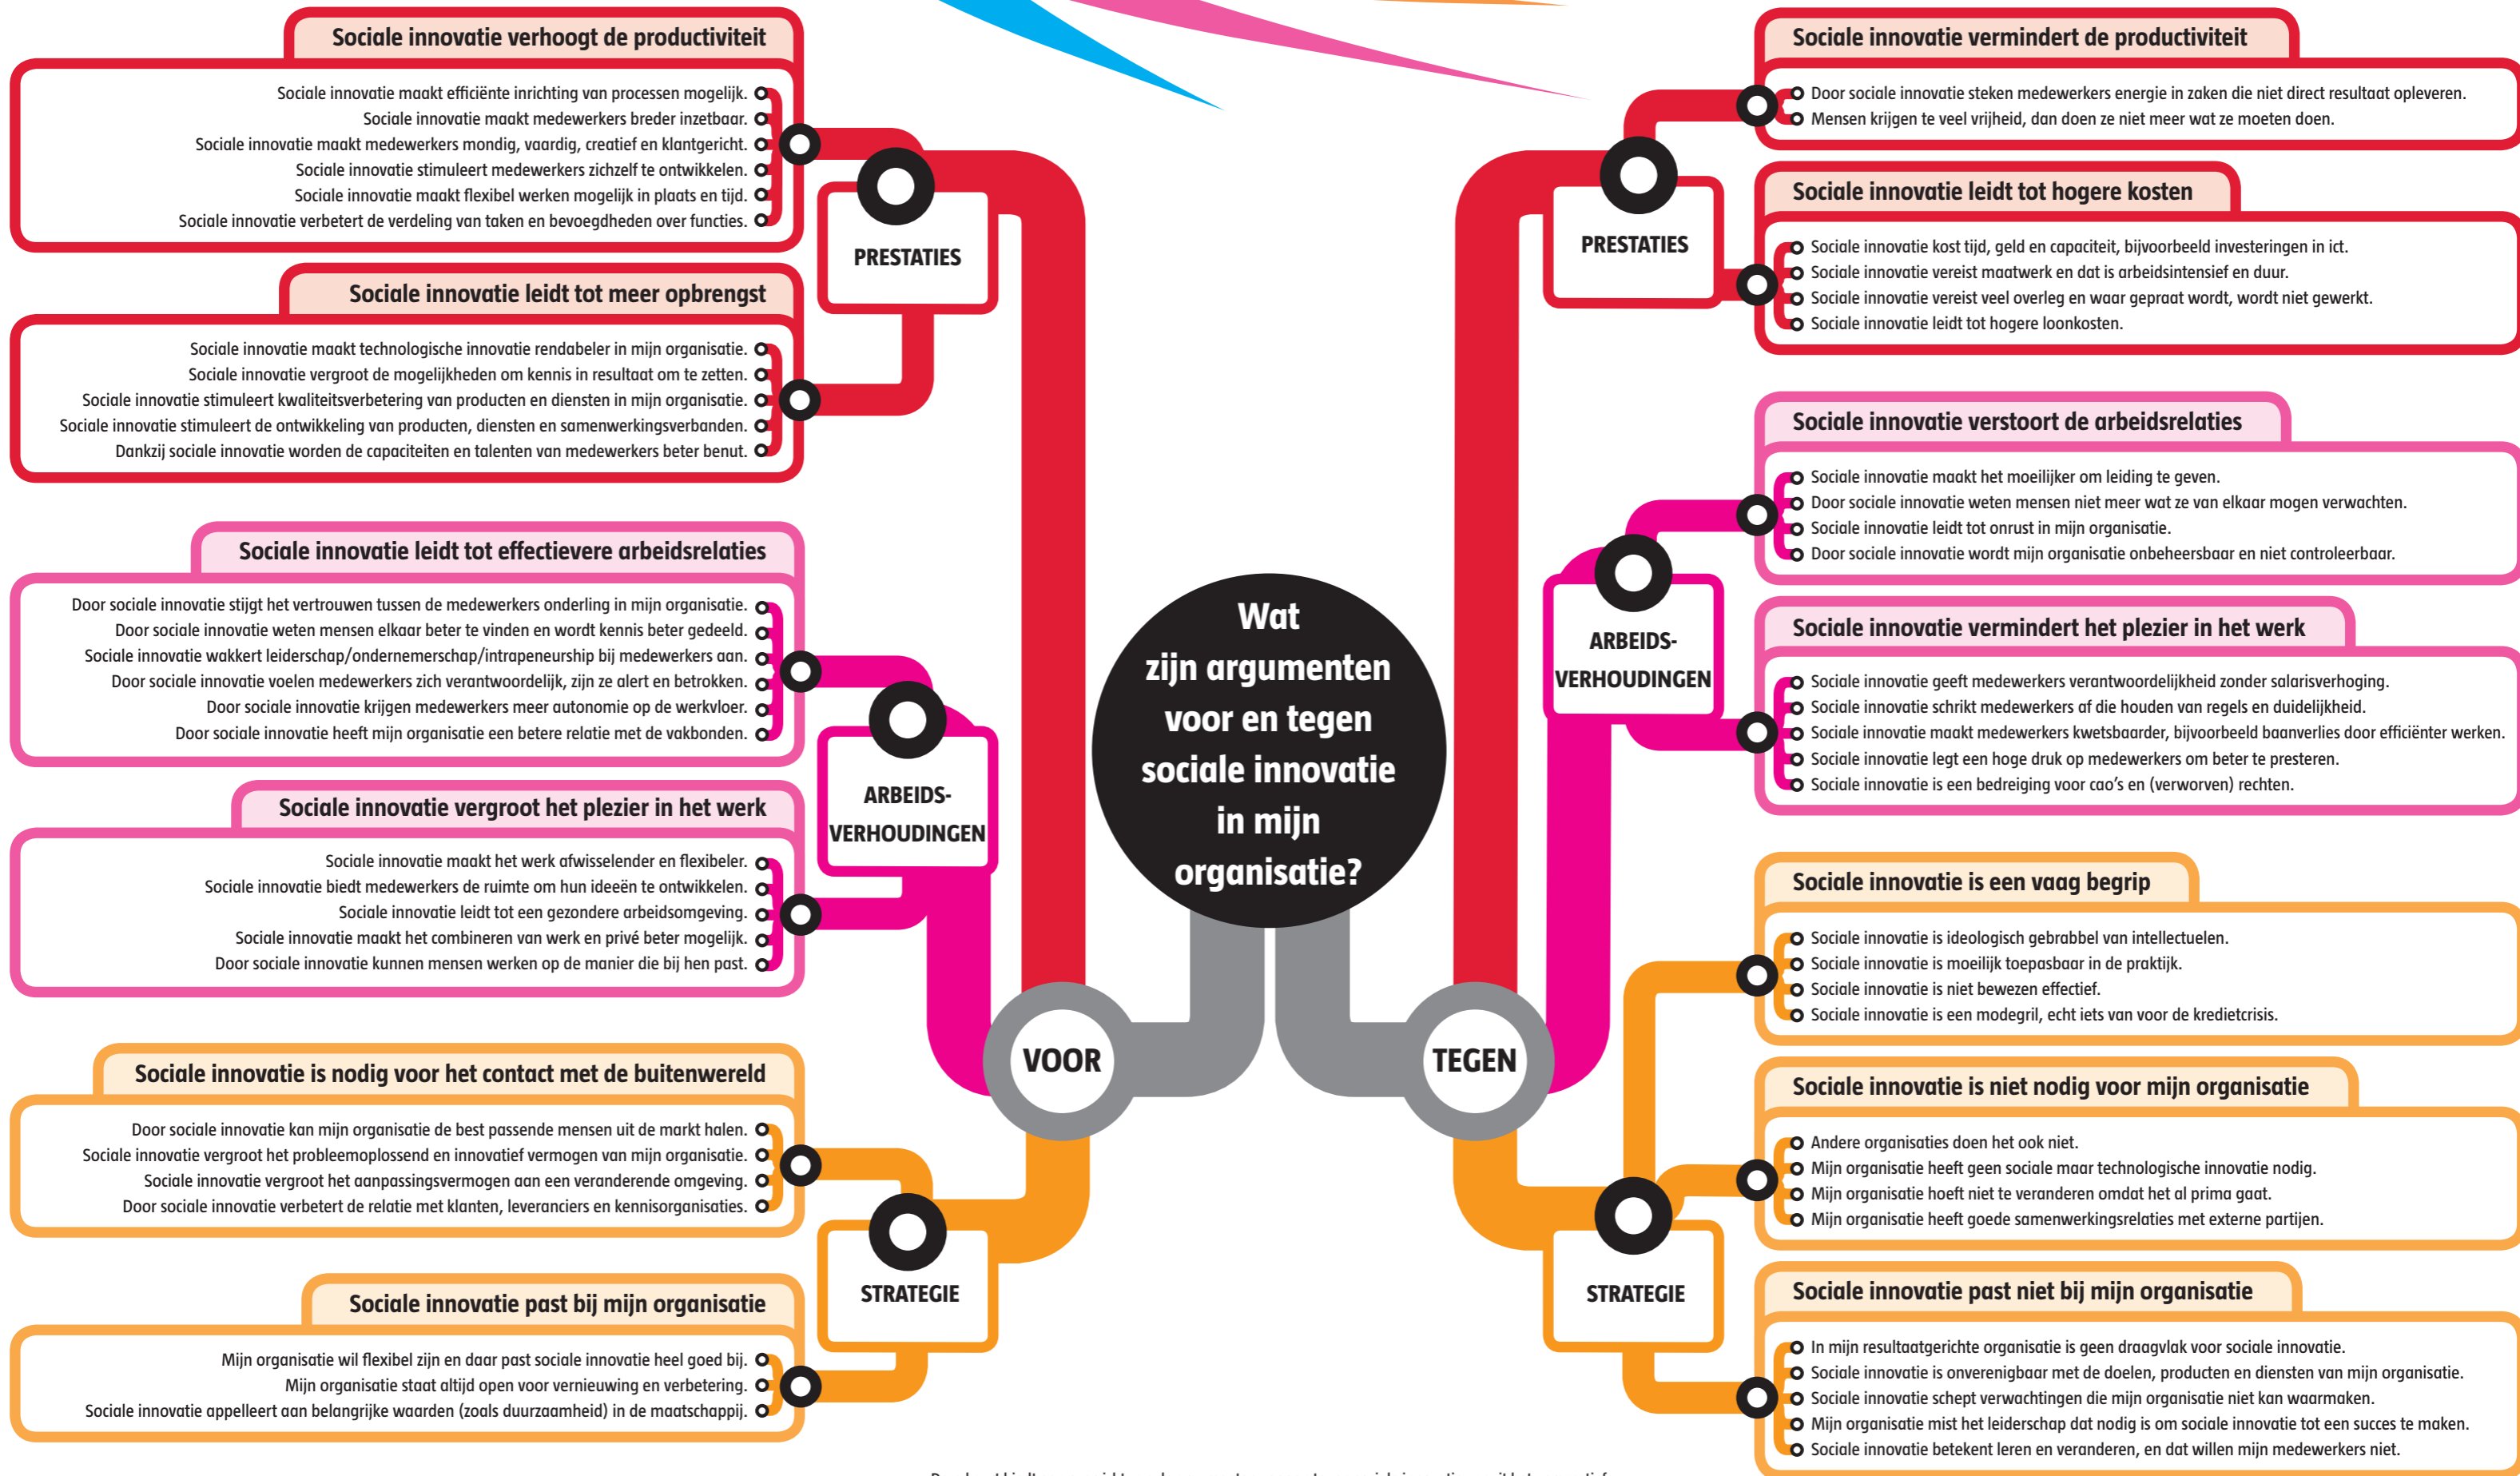 Sociale innovatie verhoogt de productiviteit
Sociale innovatie maakt efficiënte inrichting van processen mogelijk.
Sociale innovatie maakt medewerkers breder inzetbaar.
Sociale innovatie maakt medewerkers mondig, vaardig, creatief en klantgericht.
Sociale innovatie stimuleert medewerkers zichzelf te ontwikkelen.
Sociale innovatie maakt flexibel werken mogelijk in plaats en tijd.
Sociale innovatie verbetert de verdeling van taken en bevoegdheden over functies.
PRESTATIES
Sociale innovatie leidt tot meer opbrengst
Sociale innovatie maakt technologische innovatie rendabeler in mijn organisatie.
Sociale innovatie vergroot de mogelijkheden om kennis in resultaat om te zetten.
Sociale innovatie stimuleert kwaliteitsverbetering van producten en diensten in mijn organisatie.
Sociale innovatie stimuleert de ontwikkeling van producten, diensten en samenwerkingsverbanden.
Dankzij sociale innovatie worden de capaciteiten en talenten van medewerkers beter benut.
Sociale innovatie leidt tot effectievere arbeidsrelaties
Door sociale innovatie stijgt het vertrouwen tussen de medewerkers onderling in mijn organisatie.
Door sociale innovatie weten mensen elkaar beter te vinden en wordt kennis beter gedeeld.
Sociale innovatie wakkert leiderschap/ondernemerschap/intrapeneurship bij medewerkers aan.
Door sociale innovatie voelen medewerkers zich verantwoordelijk, zijn ze alert en betrokken.
Door sociale innovatie krijgen medewerkers meer autonomie op de werkvloer.
Door sociale innovatie heeft mijn organisatie een betere relatie met de vakbonden.
ARBEIDS-
VERHOUDINGEN
Sociale innovatie vergroot het plezier in het werk
Sociale innovatie maakt het werk afwisselender en flexibeler.
Sociale innovatie biedt medewerkers de ruimte om hun ideeën te ontwikkelen.
Sociale innovatie leidt tot een gezondere arbeidsomgeving.
Sociale innovatie maakt het combineren van werk en privé beter mogelijk.
Door sociale innovatie kunnen mensen werken op de manier die bij hen past.
Sociale innovatie is nodig voor het contact met de buitenwereld
Door sociale innovatie kan mijn organisatie de best passende mensen uit de markt halen.
Sociale innovatie vergroot het probleemoplossend en innovatief vermogen van mijn organisatie.
Sociale innovatie vergroot het aanpassingsvermogen aan een veranderende omgeving.
Door sociale innovatie verbetert de relatie met klanten, leveranciers en kennisorganisaties.
STRATEGIE
Sociale innovatie past bij mijn organisatie
Mijn organisatie wil flexibel zijn en daar past sociale innovatie heel goed bij.
Mijn organisatie staat altijd open voor vernieuwing en verbetering.
Sociale innovatie appelleert aan belangrijke waarden (zoals duurzaamheid) in de maatschappij.
Wat
zijn argumenten
voor en tegen
sociale innovatie
in mijn
organisatie?
VOOR
TEGEN
Sociale innovatie vermindert de productiviteit
Door sociale innovatie steken medewerkers energie in zaken die niet direct resultaat opleveren.
Mensen krijgen te veel vrijheid, dan doen ze niet meer wat ze moeten doen.
PRESTATIES
Sociale innovatie leidt tot hogere kosten
Sociale innovatie kost tijd, geld en capaciteit, bijvoorbeeld investeringen in ict.
Sociale innovatie vereist maatwerk en dat is arbeidsintensief en duur.
Sociale innovatie vereist veel overleg en waar gepraat wordt, wordt niet gewerkt.
Sociale innovatie leidt tot hogere loonkosten.
Sociale innovatie verstoort de arbeidsrelaties
Sociale innovatie maakt het moeilijker om leiding te geven.
Door sociale innovatie weten mensen niet meer wat ze van elkaar mogen verwachten.
Sociale innovatie leidt tot onrust in mijn organisatie.
Door sociale innovatie wordt mijn organisatie onbeheersbaar en niet controleerbaar.
ARBEIDS-
VERHOUDINGEN
Sociale innovatie vermindert het plezier in het werk
Sociale innovatie geeft medewerkers verantwoordelijkheid zonder salarisverhoging.
Sociale innovatie schrikt medewerkers af die houden van regels en duidelijkheid.
Sociale innovatie maakt medewerkers kwetsbaarder, bijvoorbeeld baanverlies door efficiënter werken.
Sociale innovatie legt een hoge druk op medewerkers om beter te presteren.
Sociale innovatie is een bedreiging voor cao's en (verworven) rechten.
Sociale innovatie is een vaag begrip
Sociale innovatie is ideologisch gebrabbel van intellectuelen.
Sociale innovatie is moeilijk toepasbaar in de praktijk.
Sociale innovatie is niet bewezen effectief.
Sociale innovatie is een modegril, echt iets van voor de kredietcrisis.
Sociale innovatie is niet nodig voor mijn organisatie
Andere organisaties doen het ook niet.
Mijn organisatie heeft geen sociale maar technologische innovatie nodig.
Mijn organisatie hoeft niet te veranderen omdat het al prima gaat.
Mijn organisatie heeft goede samenwerkingsrelaties met externe partijen.
STRATEGIE
Sociale innovatie past niet bij mijn organisatie
In mijn resultaatgerichte organisatie is geen draagvlak voor sociale innovatie.
Sociale innovatie is onverenigbaar met de doelen, producten en diensten van mijn organisatie.
Sociale innovatie schept verwachtingen die mijn organisatie niet kan waarmaken.
Mijn organisatie mist het leiderschap dat nodig is om sociale innovatie tot een succes te maken.
Sociale innovatie betekent leren en veranderen, en dat willen mijn medewerkers niet.